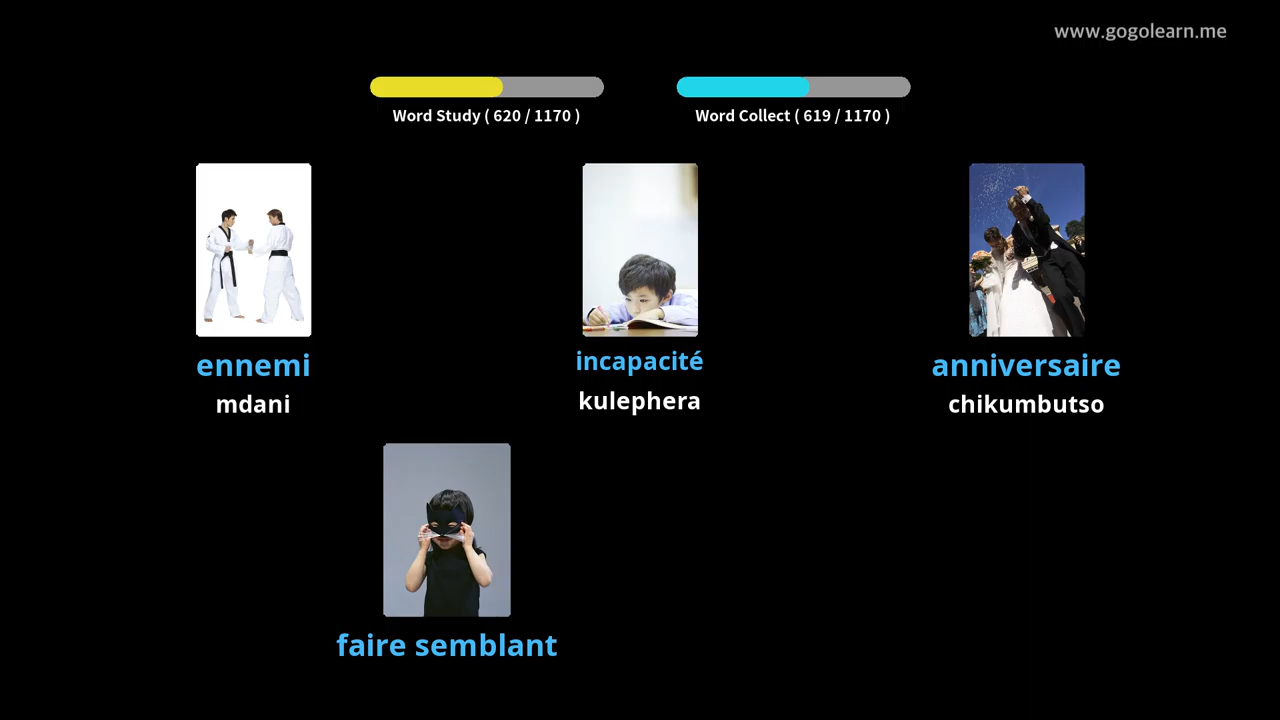 www.gogolearn.me
Word Study ( 620 / 1170 )
Word Collect ( 619 / 1170 )
ennemi
incapacité
anniversaire
mdani
kulephera
chikumbutso
faire semblant